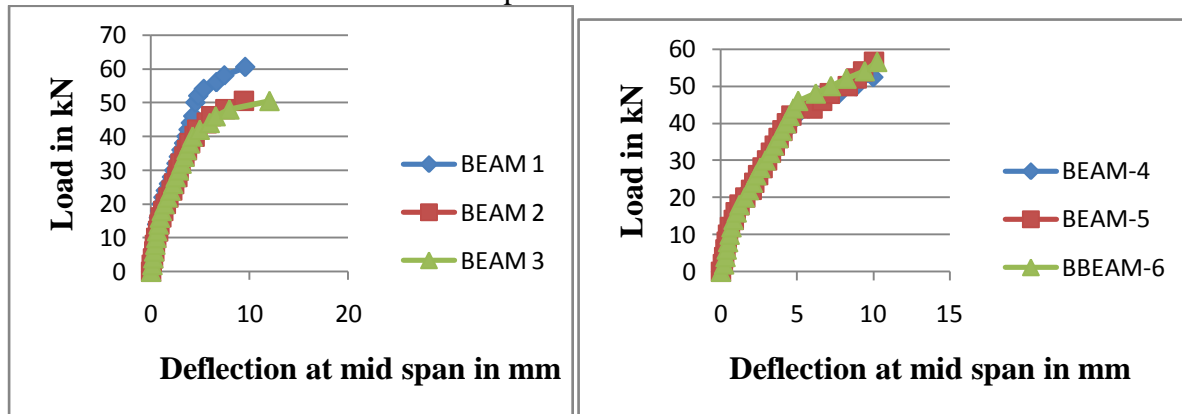 p
70
60
50
40
30
20
10
0
0 10 20
Load in kN
Deflection at mid span in mm
BEAM 1
BEAM 2
BEAM 3
60
50
40
30
20
10
0
0 5 10 15
Load in kN
Deflection at mid span in mm
BEAM-4
BEAM-5
BBEAM-6